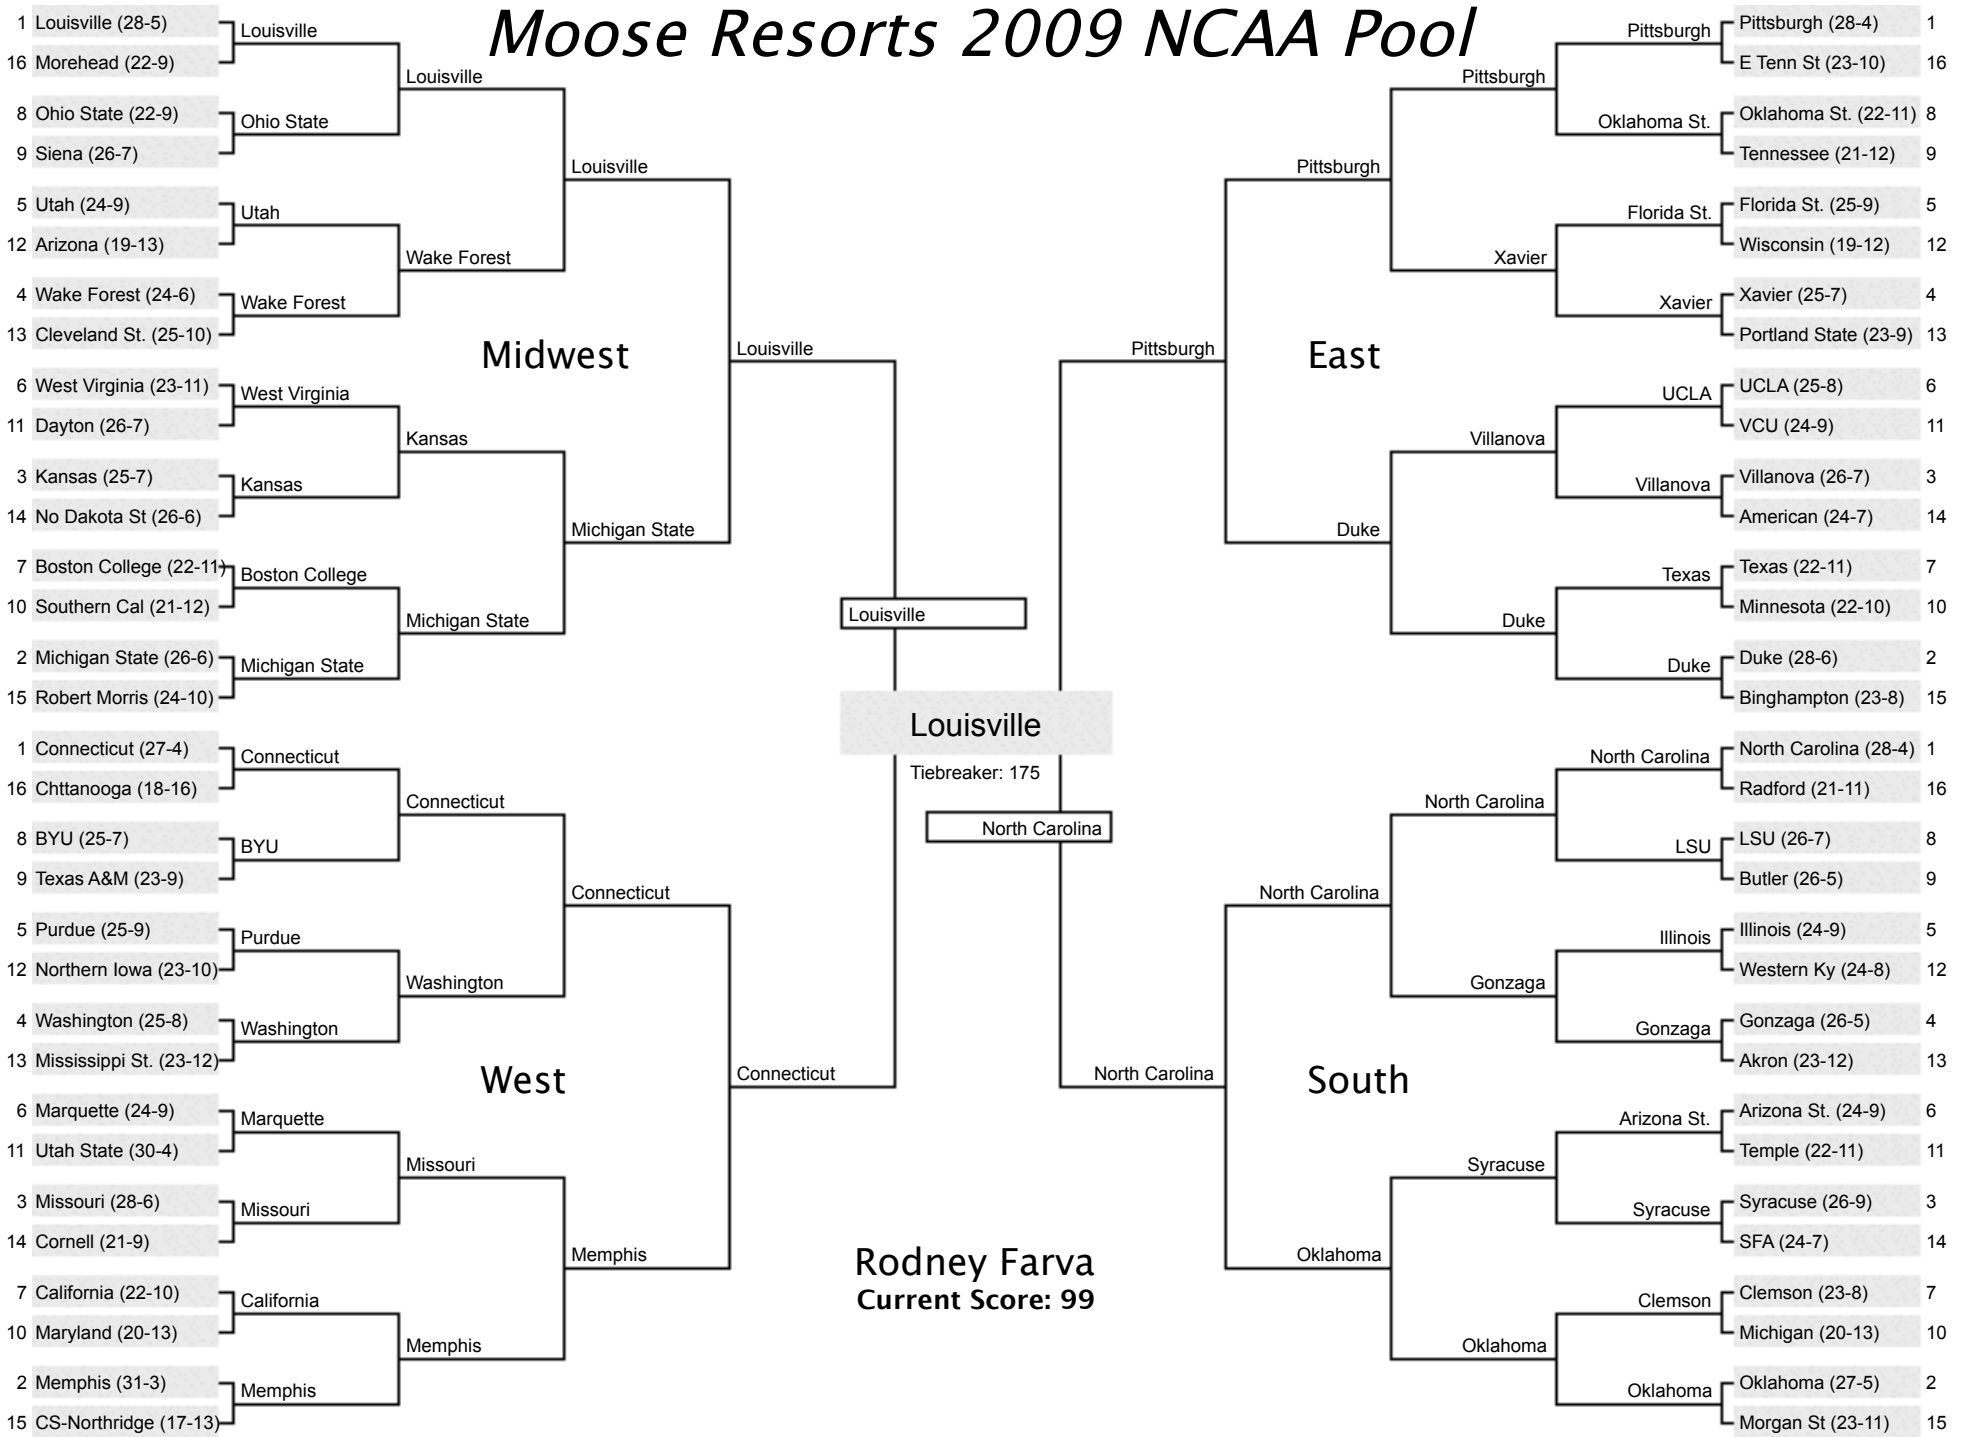 Moose Resorts 2009 NCAA Pool
1 Louisville (28-5)
Louisville
16 Morehead (22-9)
Louisville
8 Ohio State (22-9)
Ohio State
9 Siena (26-7)
Louisville
5 Utah (24-9)
Utah
12 Arizona (19-13)
Wake Forest
4 Wake Forest (24-6)
Wake Forest
13 Cleveland St. (25-10)
Midwest
Louisville
6 West Virginia (23-11)
West Virginia
11 Dayton (26-7)
Kansas
3 Kansas (25-7)
Kansas
14 No Dakota St (26-6)
Michigan State
7 Boston College (22-11)
Boston College
10 Southern Cal (21-12)
Michigan State
2 Michigan State (26-6)
Michigan State
15 Robert Morris (24-10)
1 Connecticut (27-4)
Connecticut
16 Chttanooga (18-16)
Connecticut
8 BYU (25-7)
BYU
9 Texas A&M (23-9)
Connecticut
5 Purdue (25-9)
Purdue
12 Northern Iowa (23-10)
Washington
4 Washington (25-8)
Washington
13 Mississippi St. (23-12)
West
Connecticut
6 Marquette (24-9)
Marquette
11 Utah State (30-4)
Missouri
3 Missouri (28-6)
Missouri
14 Cornell (21-9)
Memphis
7 California (22-10)
California
10 Maryland (20-13)
Memphis
2 Memphis (31-3)
Memphis
15 CS-Northridge (17-13)
Louisville
Louisville
Tiebreaker: 175
North Carolina
Rodney Farva
Current Score: 99
Pittsburgh (28-4) 1
Pittsburgh
E Tenn St (23-10) 16
Pittsburgh
Oklahoma St. (22-11) 8
Oklahoma St.
Tennessee (21-12) 9
Pittsburgh
Florida St. (25-9) 5
Florida St.
Wisconsin (19-12) 12
Xavier
Xavier (25-7) 4
Xavier
Portland State (23-9) 13
Pittsburgh
East
UCLA (25-8) 6
UCLA
VCU (24-9) 11
Villanova
Villanova (26-7) 3
Villanova
American (24-7) 14
Duke
Texas (22-11) 7
Texas
Minnesota (22-10) 10
Duke
Duke (28-6) 2
Duke
Binghampton (23-8) 15
North Carolina (28-4) 1
North Carolina
Radford (21-11) 16
North Carolina
LSU (26-7) 8
LSU
Butler (26-5) 9
North Carolina
Illinois (24-9) 5
Illinois
Western Ky (24-8) 12
Gonzaga
Gonzaga (26-5) 4
Gonzaga
Akron (23-12) 13
North Carolina
South
Arizona St. (24-9) 6
Arizona St.
Temple (22-11) 11
Syracuse
Syracuse (26-9) 3
Syracuse
SFA (24-7) 14
Oklahoma
Clemson (23-8) 7
Clemson
Michigan (20-13) 10
Oklahoma
Oklahoma (27-5) 2
Oklahoma
Morgan St (23-11) 15